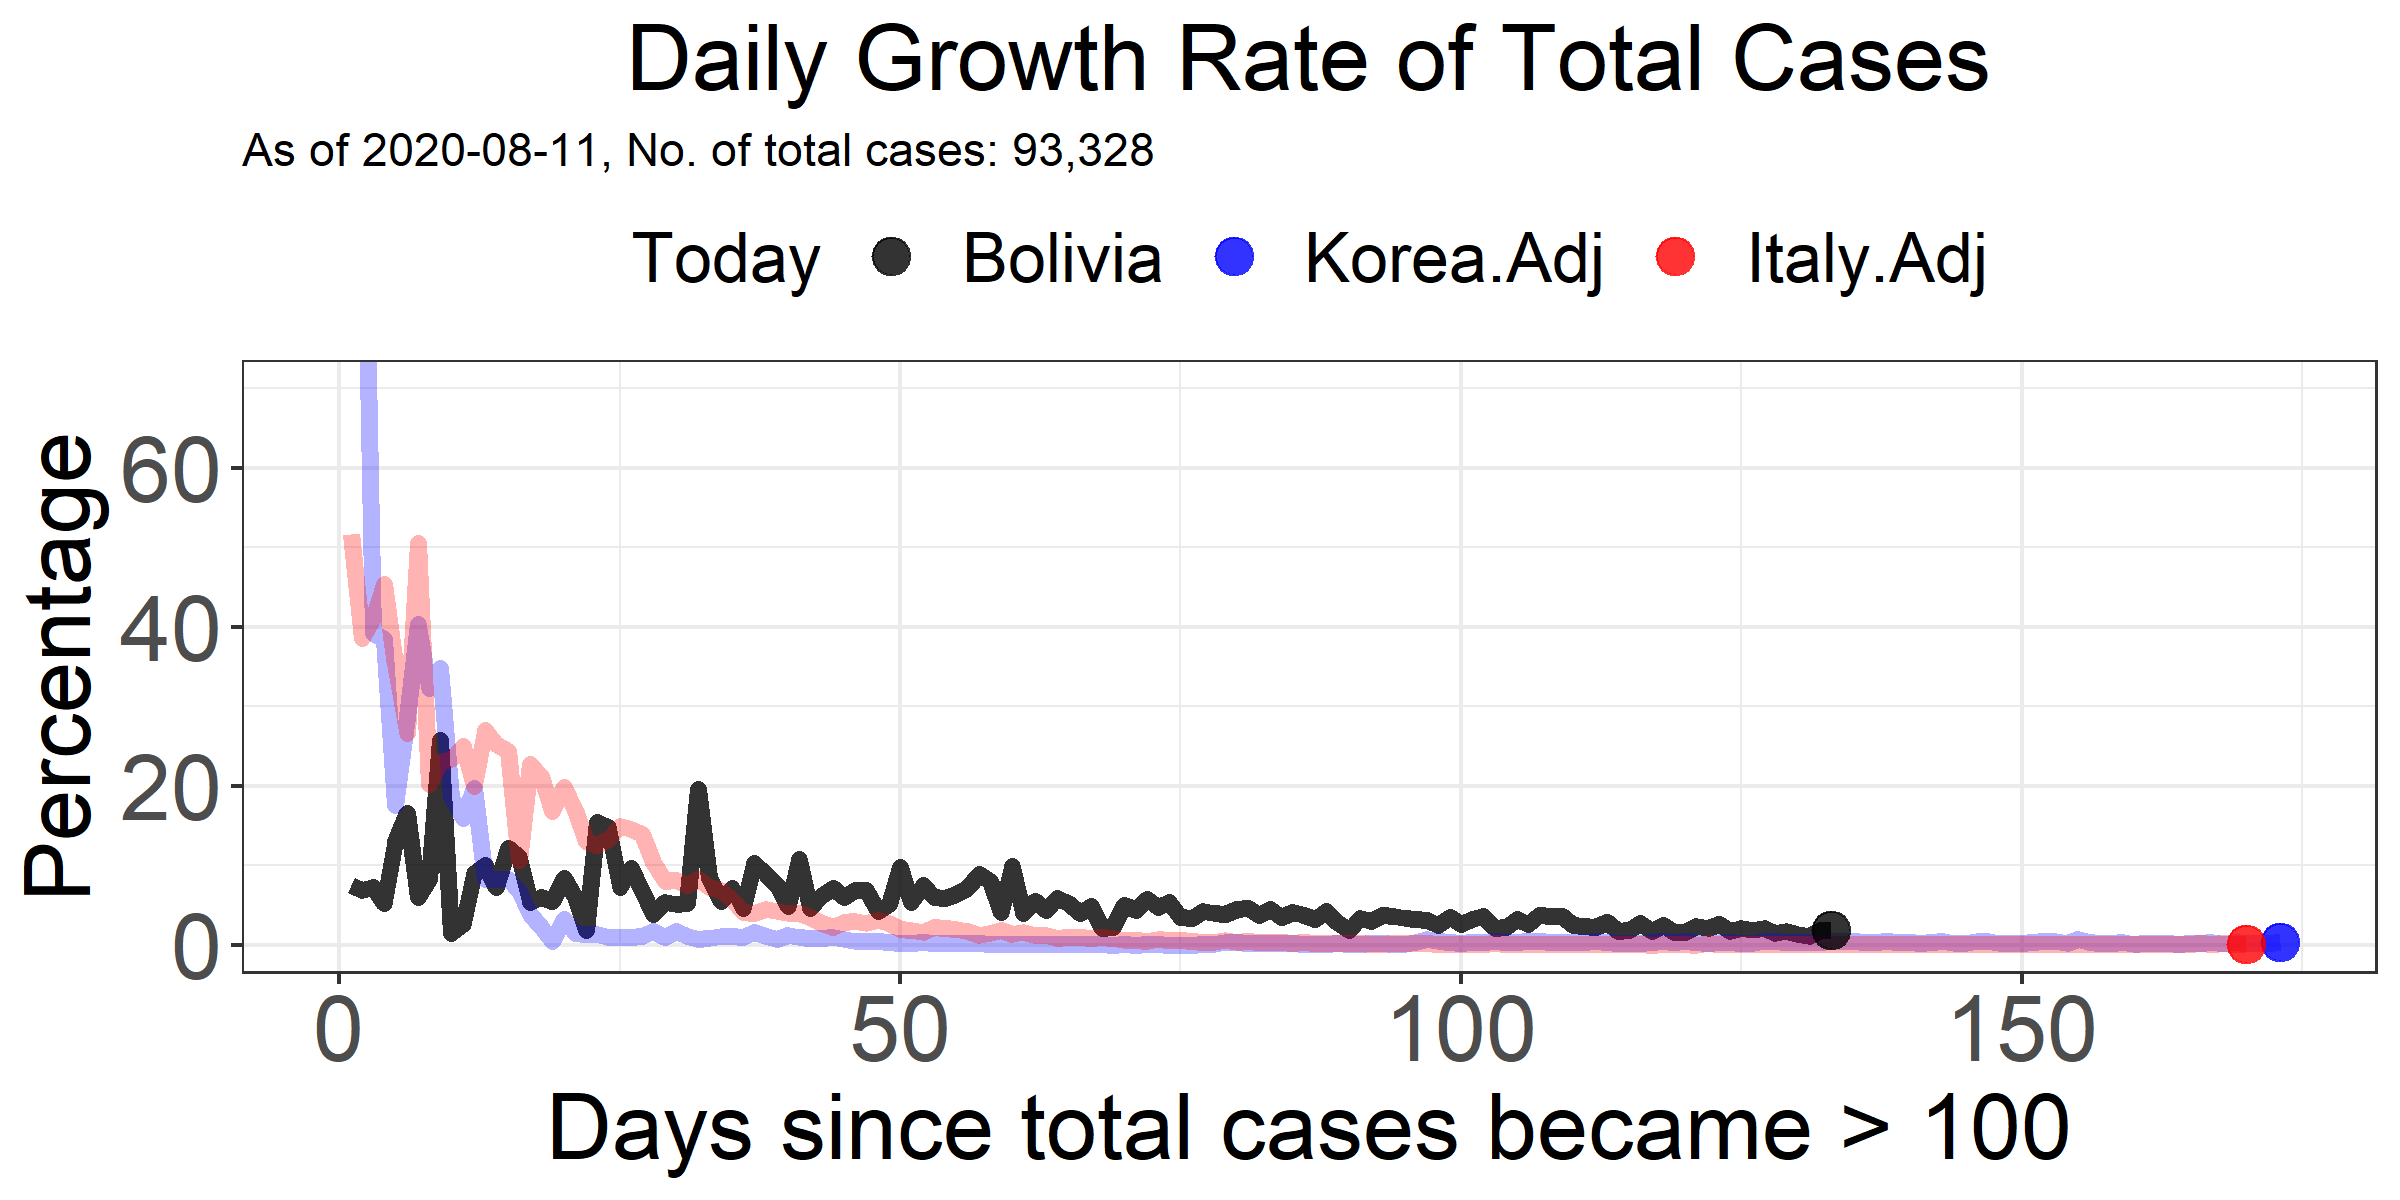 Daily Growth Rate of Total Cases
As of 2020-08-11, No. of total cases: 93,328
Today Bolivia Korea.Adj Italy.Adj
Percentage
60
40
20
0
0 50 100 150
Days since total cases became > 100